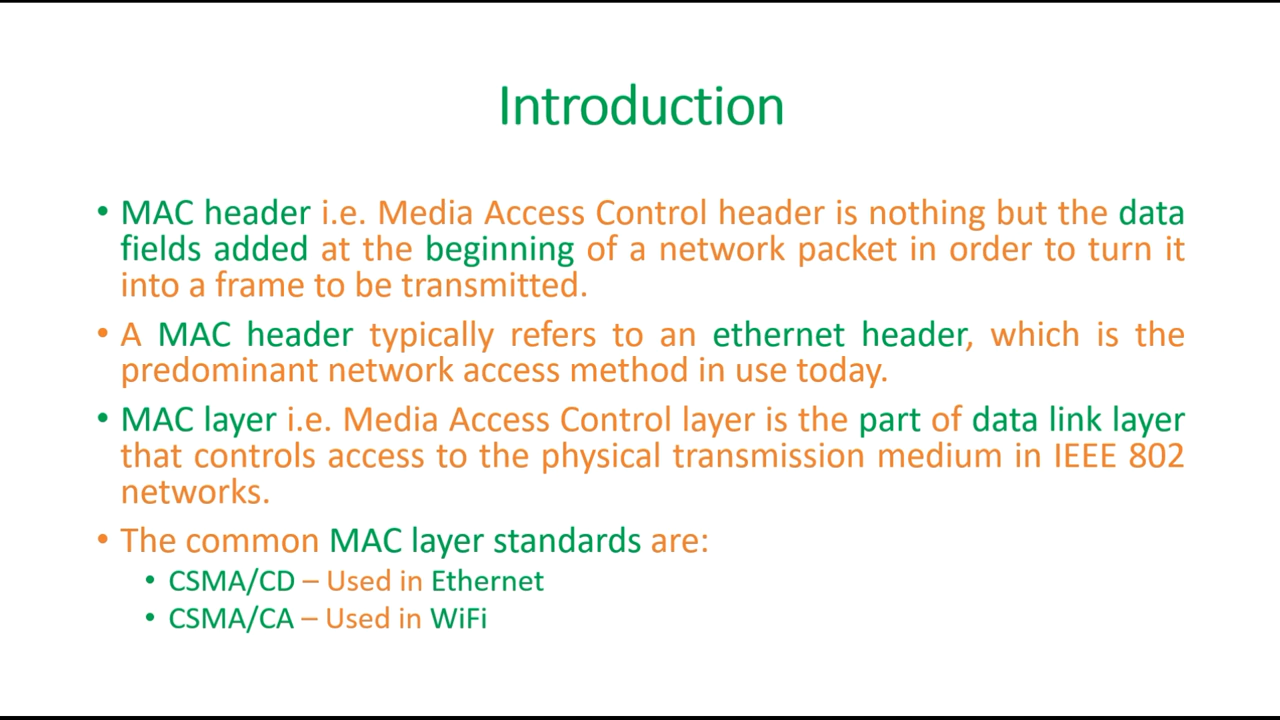 Introduction
• MAC header i.e. Media Access Control header is nothing but the data
fields added at the beginning of a network packet in order to turn it
into a frame to be transmitted.
• A MAC header typically refers to an ethernet header, which is the
predominant network access method in use today.
• MAC layer i.e. Media Access Control layer is the part of data link layer
that controls access to the physical transmission medium in IEEE 802
networks.
• The common MAC layer standards are:
• CSMA/CD – Used in Ethernet
• CSMA/CA – Used in WiFi